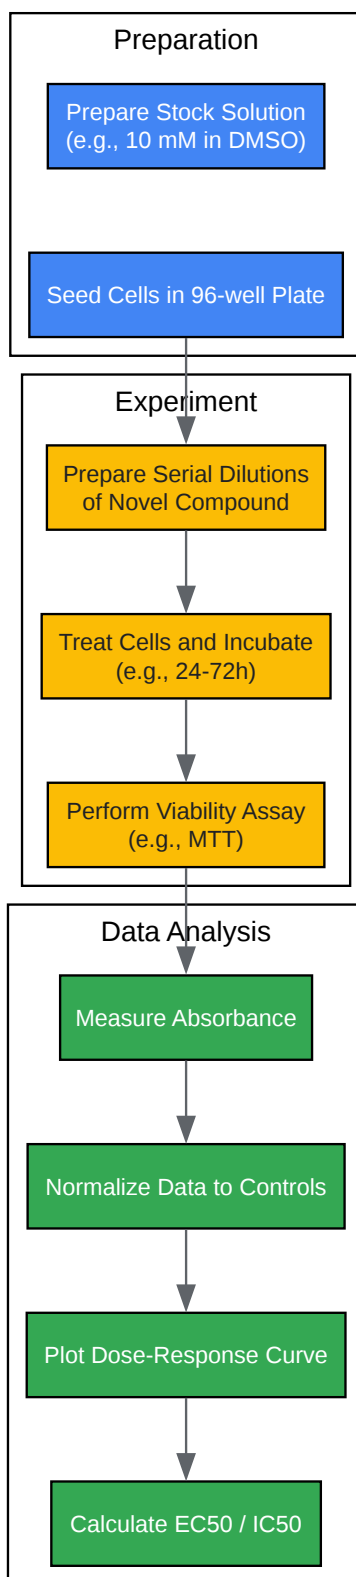 Preparation
Prepare Stock Solution
(e.g., 10 mM in DMSO)
Seed Cells in 96-well Plate
Experiment
Prepare Serial Dilutions
of Novel Compound
Treat Cells and Incubate
(e.g., 24-72h)
Perform Viability Assay
(e.g., MTT)
Data Analysis
Measure Absorbance
Normalize Data to Controls
Plot Dose-Response Curve
Calculate EC50 / IC50